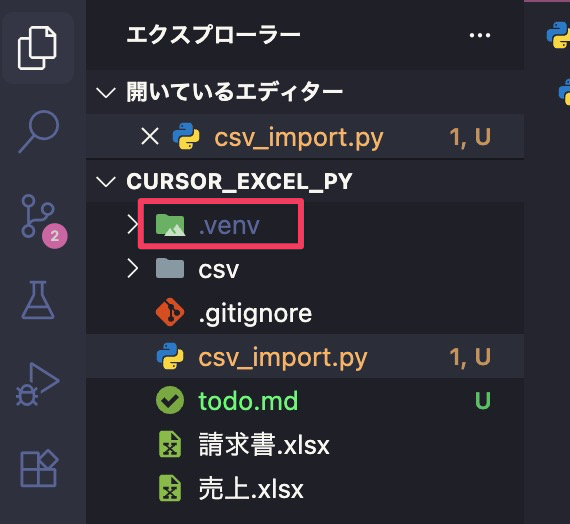 エクスプローラー
開いているエディター
csv_import.py 1, U
CURSOR_EXCEL_PY
2
.venv
csv
.gitignore
csv_import.py 1, U
todo.md U
請求書.xlsx
売上.xlsx